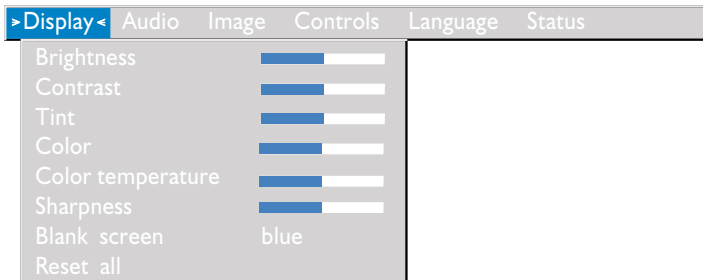 Display Audio Image Controls Language Status
Brightness
Contrast
Tint
Color
Color temperature
Sharpness
Blank screen blue
Reset all